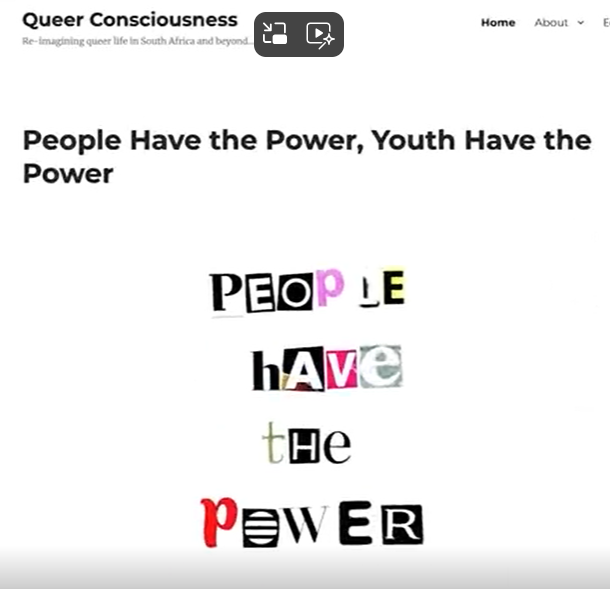 Queer Consciousness
Re-imagining queer life in South Africa and beyond...
Home About
People Have the Power, Youth Have the
Power
PEOPLE
hAVe
tHe
POWER